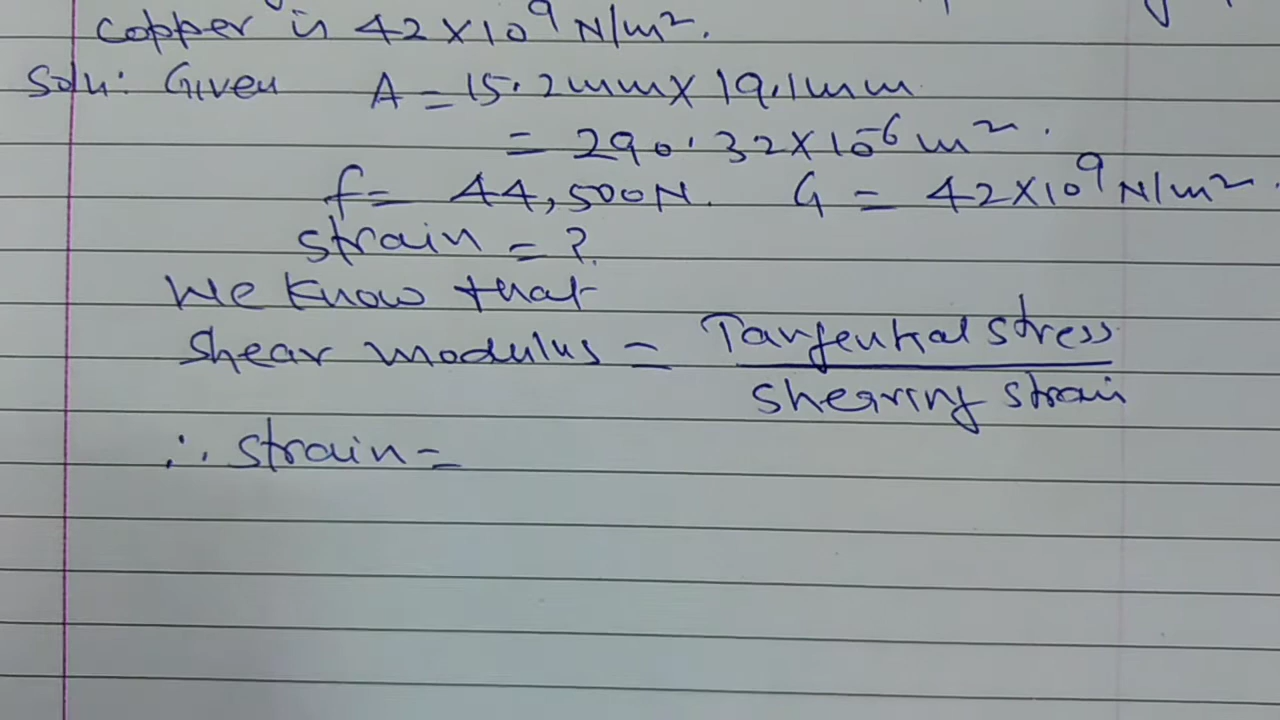 copper is 42×10⁹ N/m².
Soln: Given A = 15.2mm × 19.1mm
= 290.32×10⁻⁶ m².
f = 44,500N. G = 42×10⁹ N/m².
strain = ?
We know that
Shear modulus = Tangential stress
shearing strain
∴ strain =